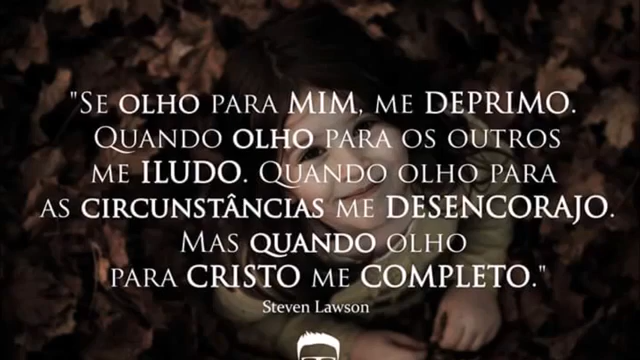 "Se olho para MIM, me DEPRIMO.
Quando olho para os outros
me ILUDO. Quando olho para
as circunstâncias me DESENCORAJO.
Mas quando olho
para CRISTO me COMPLETO."
Steven Lawson